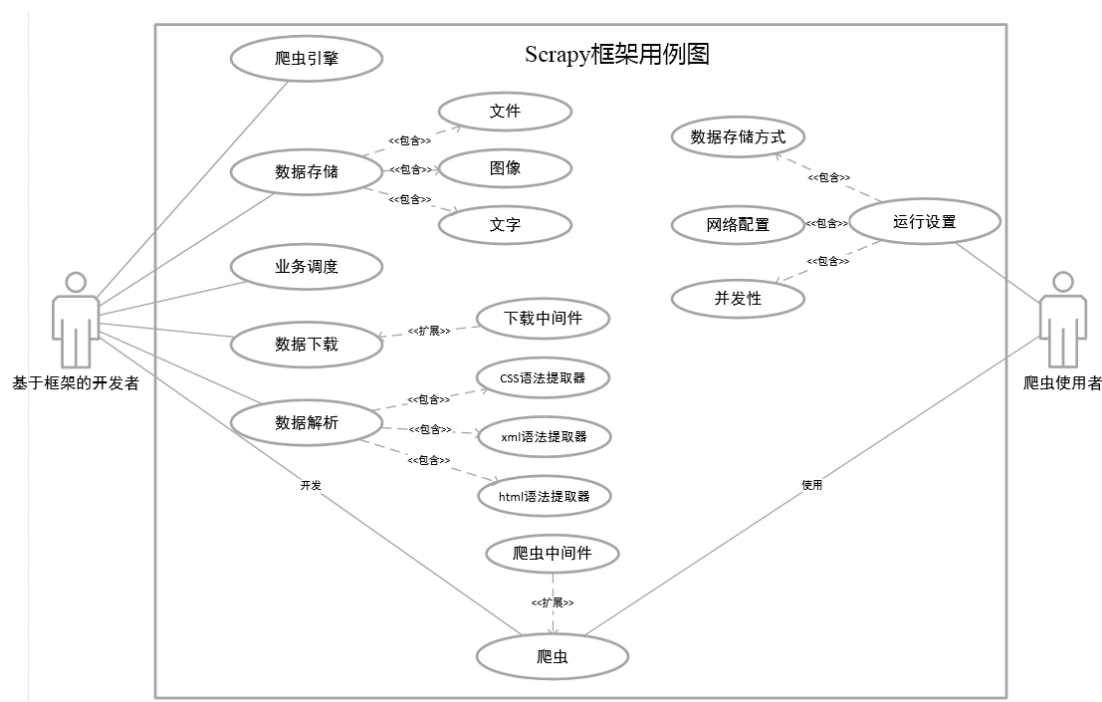 Scrapy框架用例图
爬虫引擎
文件
<<包含>>
数据存储
<<包含>>
图像
<<包含>>
文字
数据存储方式
<<包含>>
网络配置
<<包含>>
运行设置
<<包含>>
并发性
业务调度
下载中间件
<<扩展>>
数据下载
基于框架的开发者
爬虫使用者
CSS语法提取器
<<包含>>
数据解析
<<包含>>
xml语法提取器
<<包含>>
html语法提取器
开发
使用
爬虫中间件
<<扩展>>
爬虫